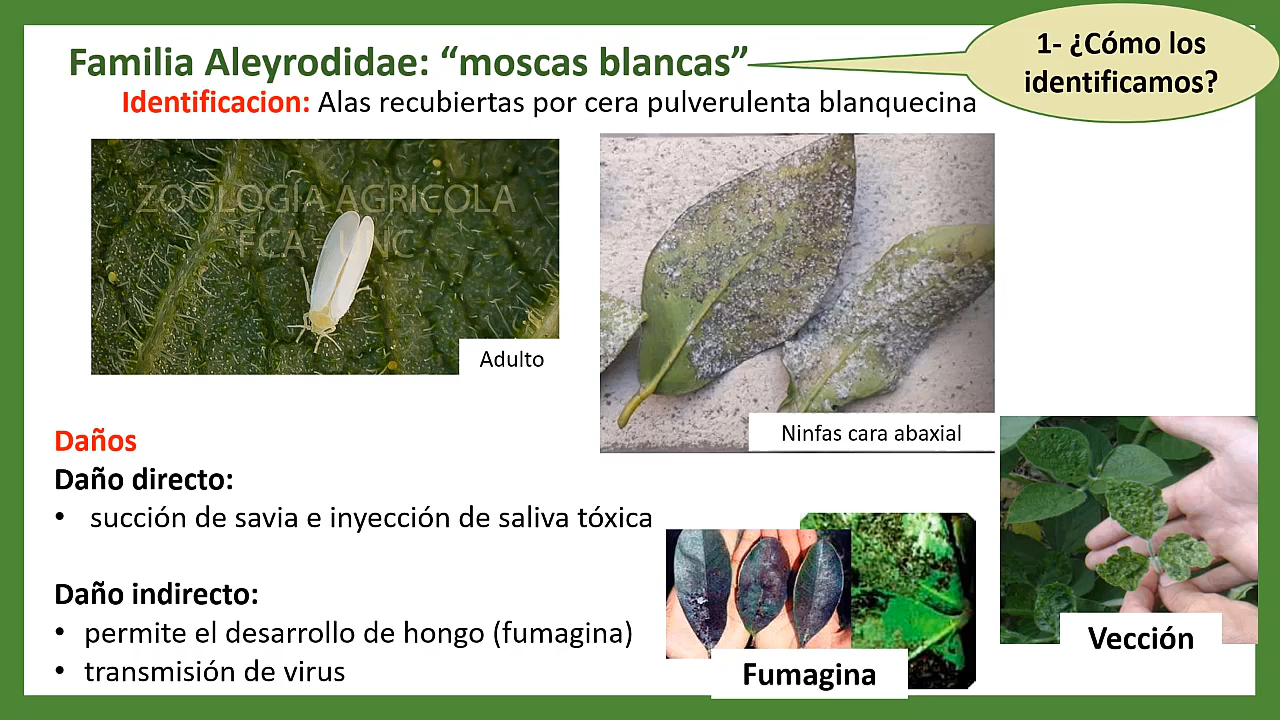 Familia Aleyrodidae: “moscas blancas”
1- ¿Cómo los
identificamos?
Identificacion: Alas recubiertas por cera pulverulenta blanquecina
ZOOLOGÍA AGRÍCOLA
FCA - UNC
Adulto
Ninfas cara abaxial
Daños
Daño directo:
• succión de savia e inyección de saliva tóxica
Daño indirecto:
• permite el desarrollo de hongo (fumagina)
• transmisión de virus
Fumagina
Vección